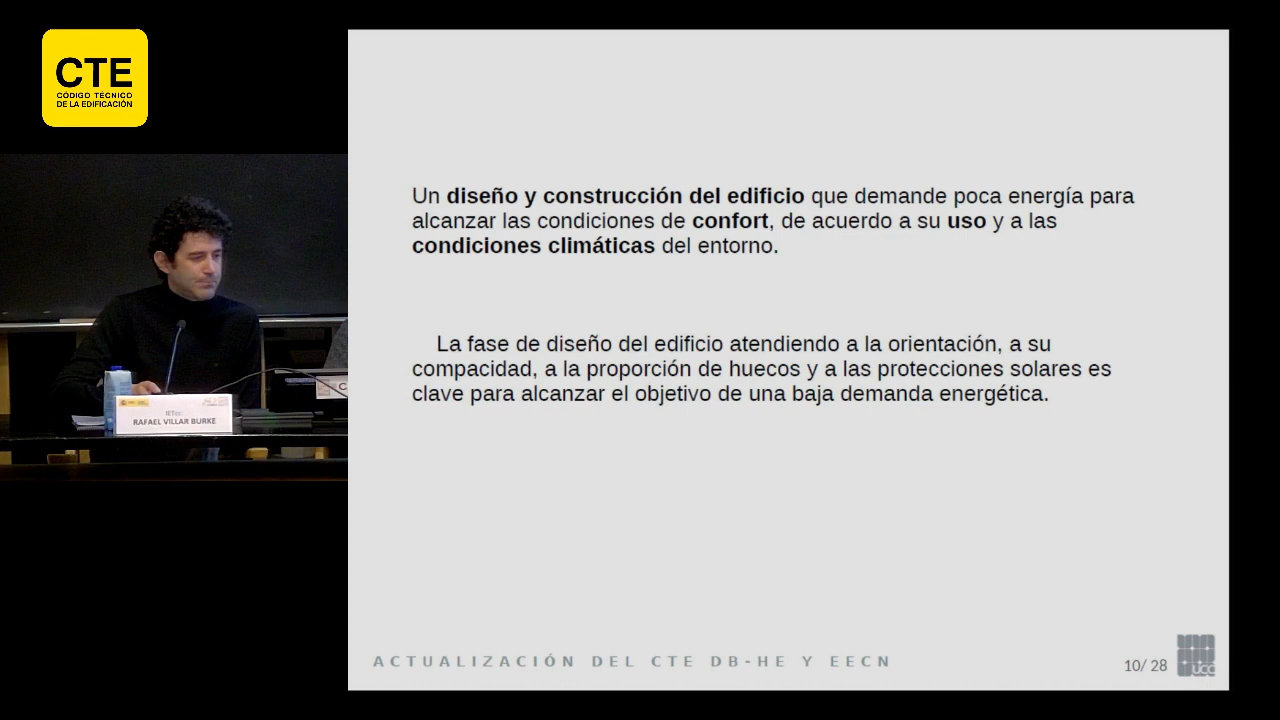 CTE
CÓDIGO TÉCNICO
DE LA EDIFICACIÓN
Un diseño y construcción del edificio que demande poca energía para
alcanzar las condiciones de confort, de acuerdo a su uso y a las
condiciones climáticas del entorno.
La fase de diseño del edificio atendiendo a la orientación, a su
compacidad, a la proporción de huecos y a las protecciones solares es
clave para alcanzar el objetivo de una baja demanda energética.
IETcc
RAFAEL VILLAR BURKE
ACTUALIZACIÓN DEL CTE DB-HE Y EECN
10/ 28